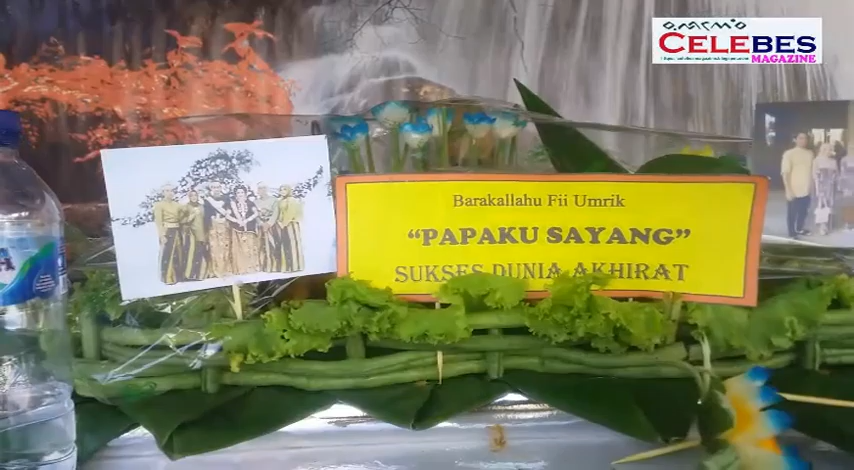 CELEBES
MAGAZINE
Barakallahu Fii Umrik
“PAPAKU SAYANG”
SUKSES DUNIA AKHIRAT